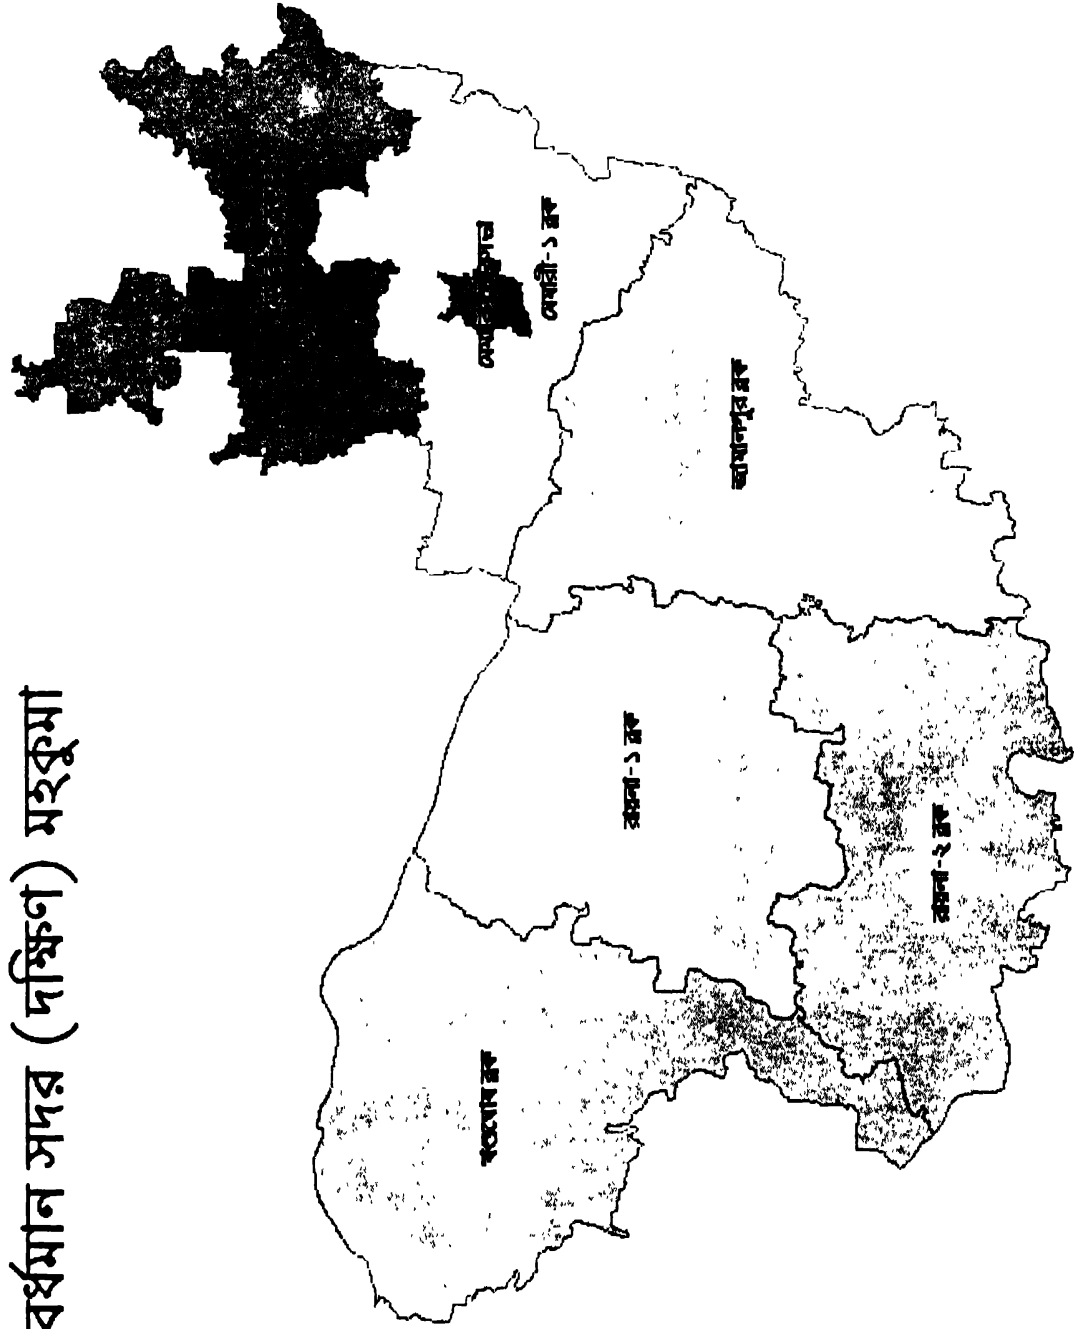 বর্ধমান সদর (দক্ষিণ) মহকুমা
মেমারী-১ ব্লক
জামালপুর ব্লক
রায়না-১ ব্লক
রায়না-২ ব্লক
খণ্ডঘোষ ব্লক